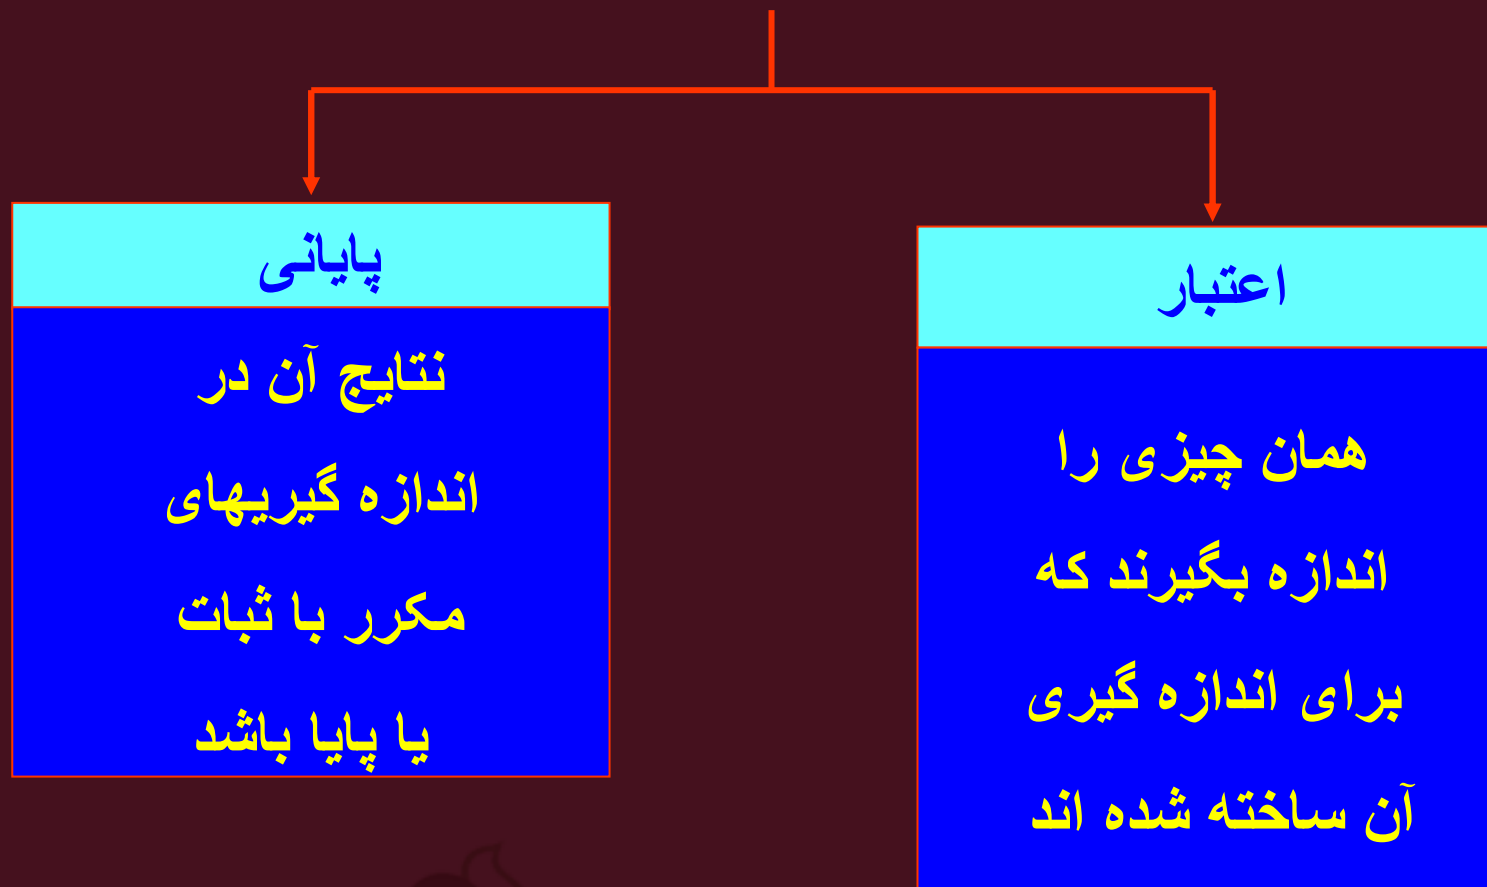 اعتبار
همان چیزی را
اندازه بگیرند که
برای اندازه گیری
آن ساخته شده اند
پایانی
نتایج آن در
اندازه گیریهای
مکرر با ثبات
یا پایا باشد